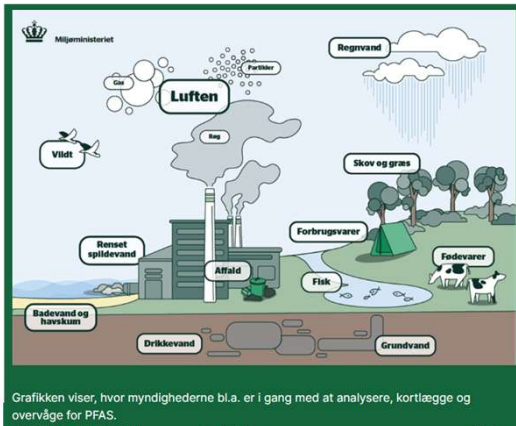 Miljøministeriet
Gas
Partikler
Regnvand
Luften
Røg
Vildt
Skov og græs
Forbrugsvarer
Renset
spildevand
Fødevarer
Affald
Fisk
Badevand og
havskum
Drikkevand
Grundvand
Grafikken viser, hvor myndighederne bl.a. er i gang med at analysere, kortlægge og
overvåge for PFAS.